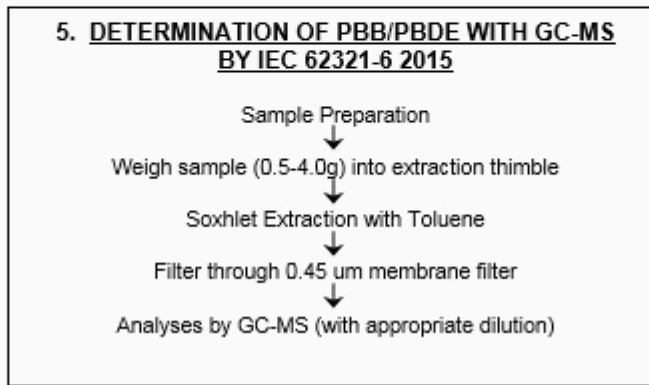 5. DETERMINATION OF PBB/PBDE WITH GC-MS
BY IEC 62321-6 2015
Sample Preparation
Weigh sample (0.5-4.0g) into extraction thimble
Soxhlet Extraction with Toluene
Filter through 0.45 um membrane filter
Analyses by GC-MS (with appropriate dilution)